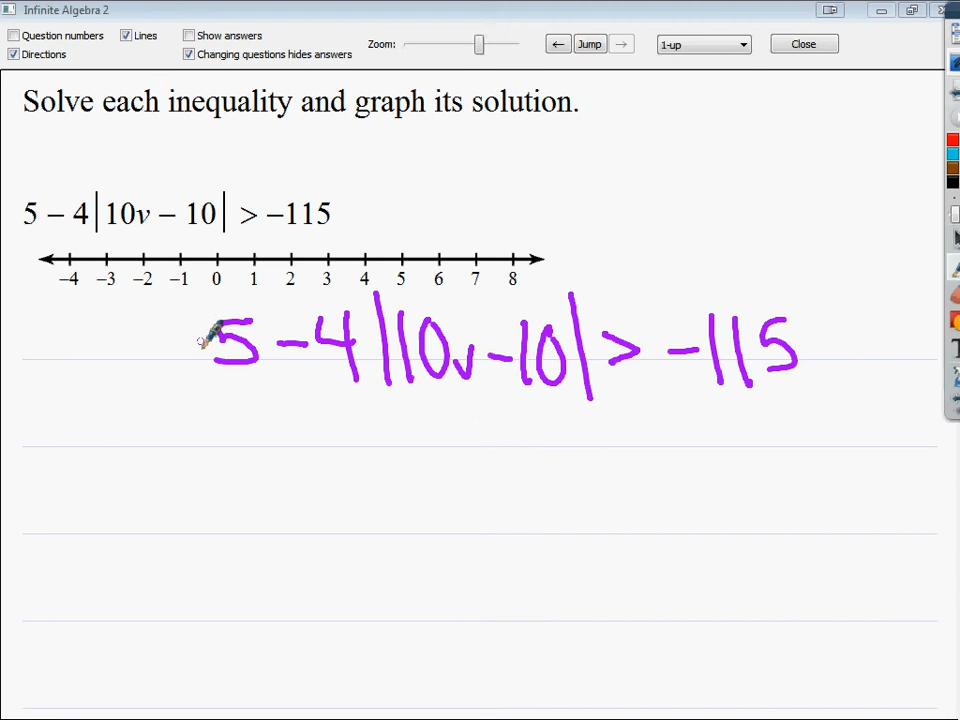 Infinite Algebra 2
Question numbers Lines Show answers Zoom: ← Jump → 1-up Close
Directions Changing questions hides answers
Solve each inequality and graph its solution.
5 − 4|10v − 10| > −115
−4 −3 −2 −1 0 1 2 3 4 5 6 7 8
5 − 4|10v − 10| > −115